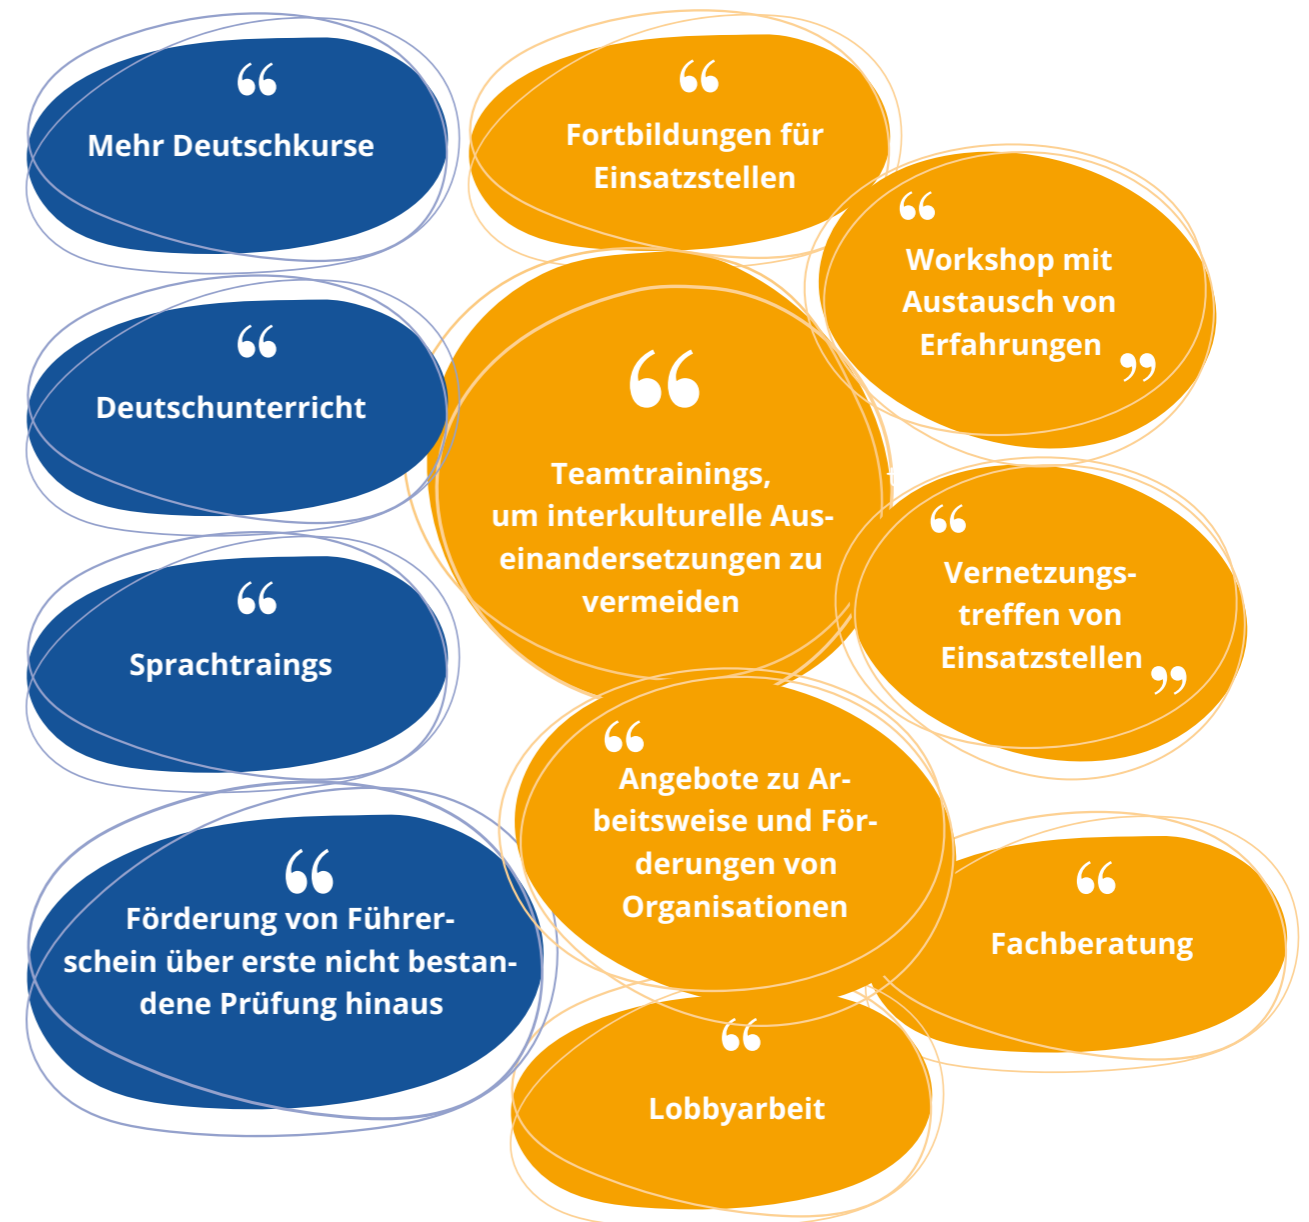 “
Mehr Deutschkurse
“
Deutschunterricht
“
Sprachtraings
“
Förderung von Führer-
schein über erste nicht bestan-
dene Prüfung hinaus
“
Fortbildungen für
Einsatzstellen
“
Workshop mit
Austausch von
Erfahrungen
”
“
Teamtrainings,
um interkulturelle Aus-
einandersetzungen zu
vermeiden
“
Vernetzungs-
treffen von
Einsatzstellen
”
“
Angebote zu Ar-
beitsweise und För-
derungen von
Organisationen
“
Fachberatung
“
Lobbyarbeit